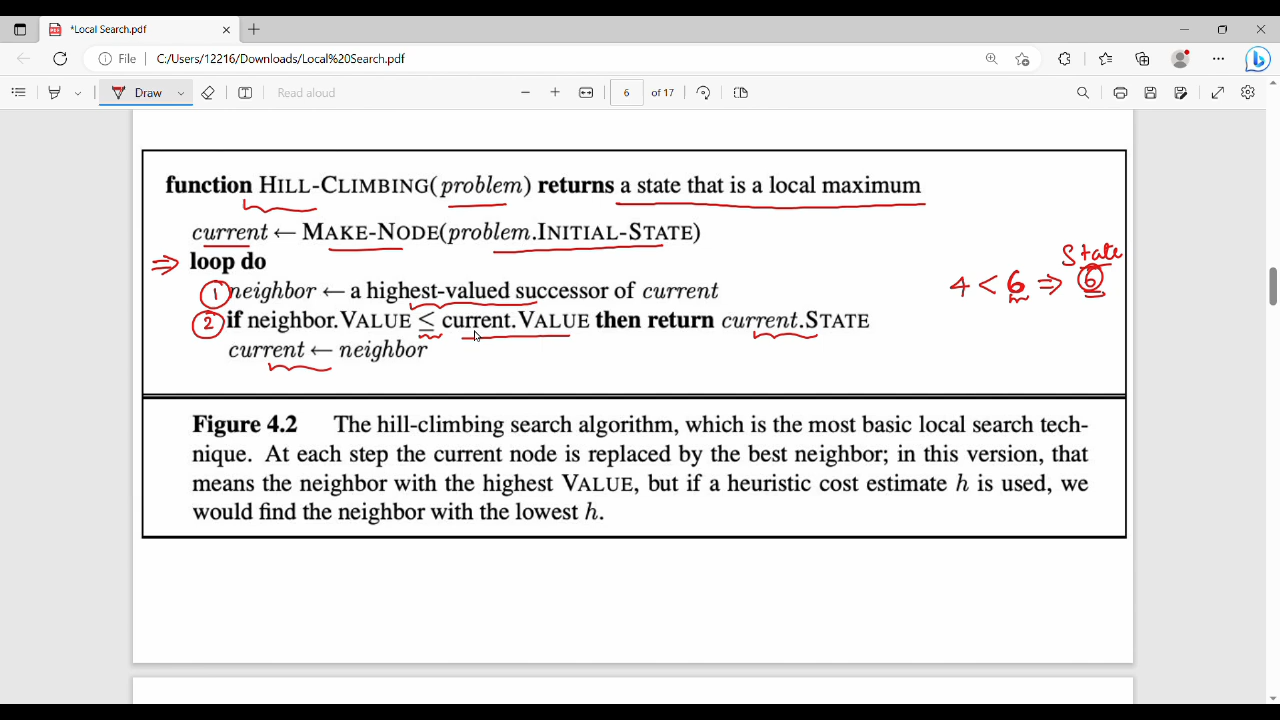 *Local Search.pdf
File
C:/Users/12216/Downloads/Local%20Search.pdf
Draw
Read aloud
6
of 17
function HILL-CLIMBING(problem) returns a state that is a local maximum
current ← MAKE-NODE(problem.INITIAL-STATE)
⇒ loop do
① neighbor ← a highest-valued successor of current
② if neighbor.VALUE ≤ current.VALUE then return current.STATE
current ← neighbor
State
4 < 6 ⇒ 6
Figure 4.2 The hill-climbing search algorithm, which is the most basic local search tech-
nique. At each step the current node is replaced by the best neighbor; in this version, that
means the neighbor with the highest VALUE, but if a heuristic cost estimate h is used, we
would find the neighbor with the lowest h.